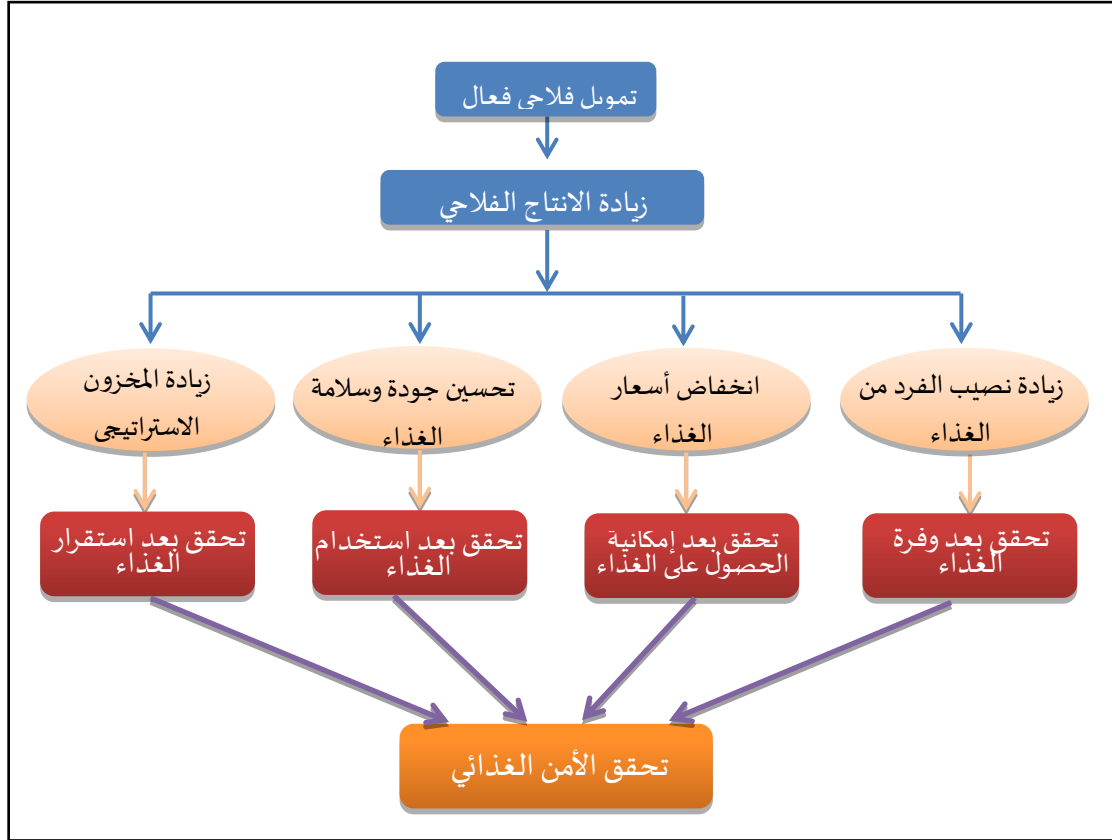 تمويل فلاحي فعال
زيادة الانتاج الفلاحي
زيادة نصيب الفرد من
الغذاء
انخفاض أسعار
الغذاء
تحسين جودة وسلامة
الغذاء
زيادة المخزون
الاستراتيجي
تحقق بعد وفرة
الغذاء
تحقق بعد إمكانية
الحصول على الغذاء
تحقق بعد استخدام
الغذاء
تحقق بعد استقرار
الغذاء
تحقق الأمن الغذائي